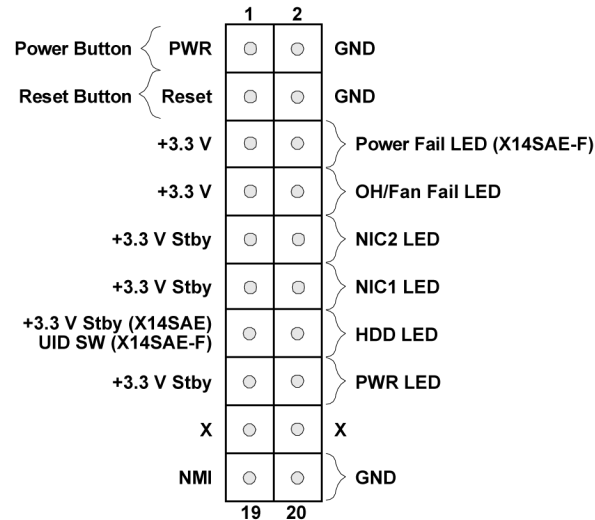 1 2
Power Button PWR GND
Reset Button Reset GND
+3.3 V Power Fail LED (X14SAE-F)
+3.3 V OH/Fan Fail LED
+3.3 V Stby NIC2 LED
+3.3 V Stby NIC1 LED
+3.3 V Stby (X14SAE)
UID SW (X14SAE-F) HDD LED
+3.3 V Stby PWR LED
X X
NMI GND
19 20